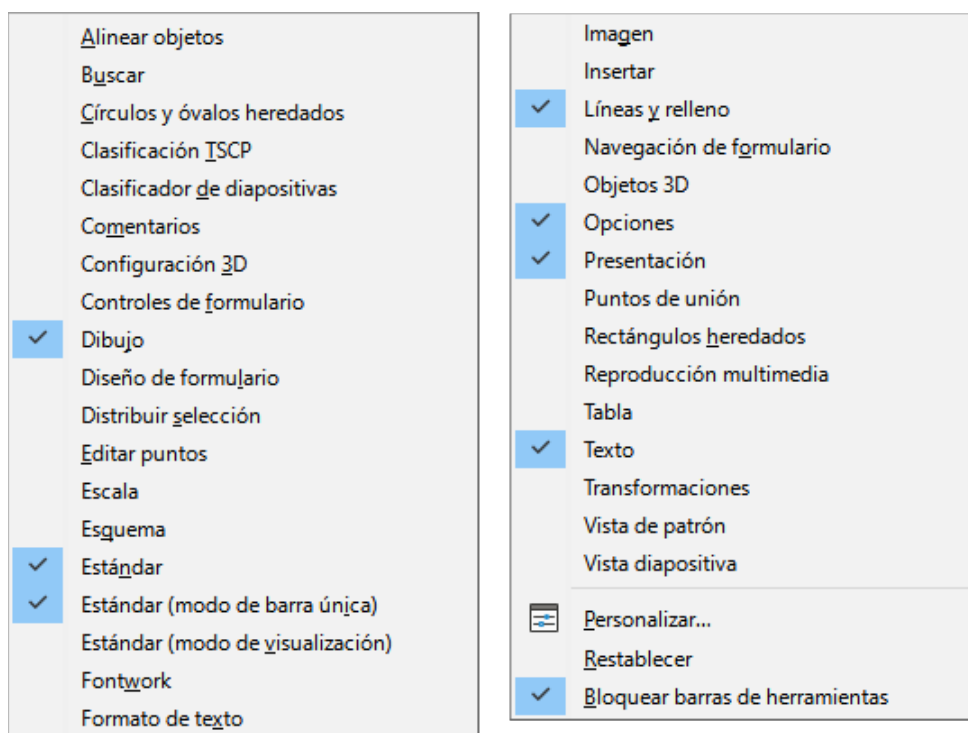 Alinear objetos
Buscar
Círculos y óvalos heredados
Clasificación TSCP
Clasificador de diapositivas
Comentarios
Configuración 3D
Controles de formulario
Dibujo
Diseño de formulario
Distribuir selección
Editar puntos
Escala
Esquema
Estándar
Estándar (modo de barra única)
Estándar (modo de visualización)
Fontwork
Formato de texto
Imagen
Insertar
Líneas y relleno
Navegación de formulario
Objetos 3D
Opciones
Presentación
Puntos de unión
Rectángulos heredados
Reproducción multimedia
Tabla
Texto
Transformaciones
Vista de patrón
Vista diapositiva
Personalizar...
Restablecer
Bloquear barras de herramientas